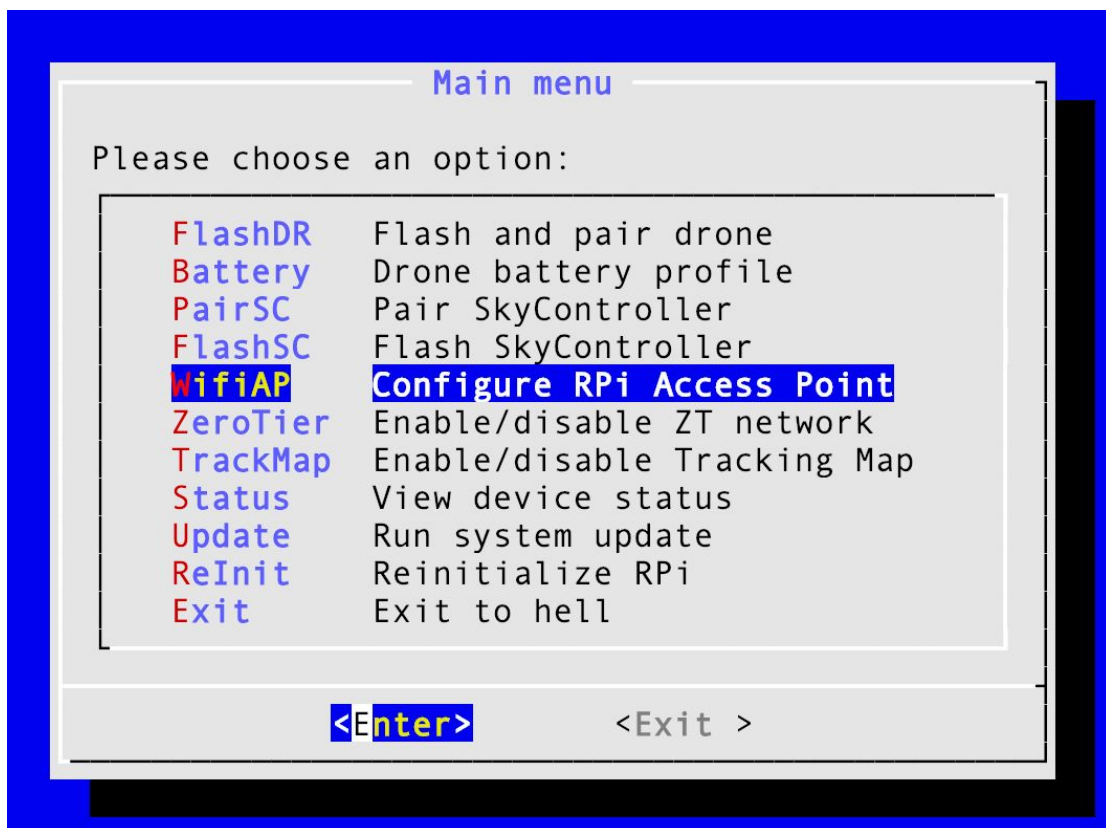 Main menu
Please choose an option:
FlashDR Flash and pair drone
Battery Drone battery profile
PairSC Pair SkyController
FlashSC Flash SkyController
WifiAP Configure RPi Access Point
ZeroTier Enable/disable ZT network
TrackMap Enable/disable Tracking Map
Status View device status
Update Run system update
ReInit Reinitialize RPi
Exit Exit to hell
<Enter> <Exit >